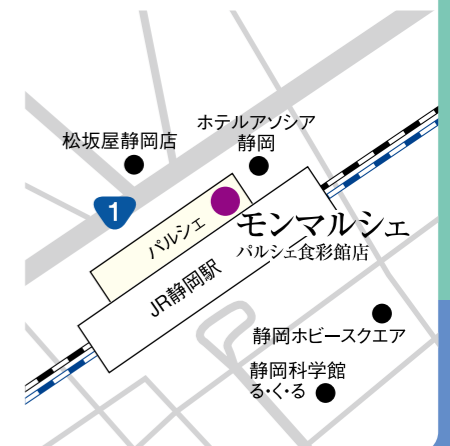 ホテルアソシア
静岡
松坂屋静岡店
1
パルシェ
モンマルシェ
パルシェ食彩館店
JR静岡駅
静岡ホビースクエア
静岡科学館
る・く・る